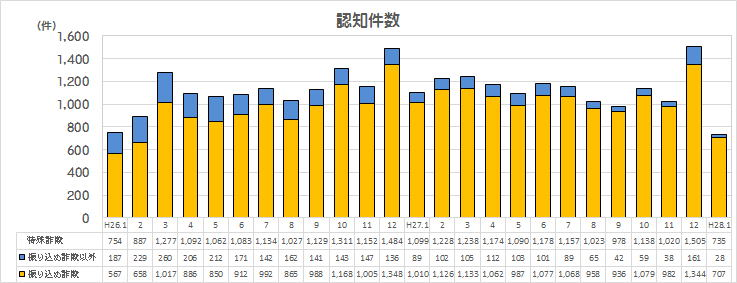 認知件数
（件）
1,600
1,400
1,200
1,000
800
600
400
200
0
H26.1 2 3 4 5 6 7 8 9 10 11 12 H27.1 2 3 4 5 6 7 8 9 10 11 12 H28.1
特殊詐欺 754 887 1,277 1,092 1,062 1,083 1,134 1,027 1,129 1,311 1,152 1,484 1,099 1,228 1,238 1,174 1,090 1,178 1,157 1,023 978 1,138 1,020 1,505 735
振り込め詐欺以外 187 229 260 206 212 171 142 162 141 143 147 136 89 102 105 112 103 101 89 65 42 59 38 161 28
振り込め詐欺 567 658 1,017 886 850 912 992 865 988 1,168 1,005 1,348 1,010 1,126 1,133 1,062 987 1,077 1,068 958 936 1,079 982 1,344 707